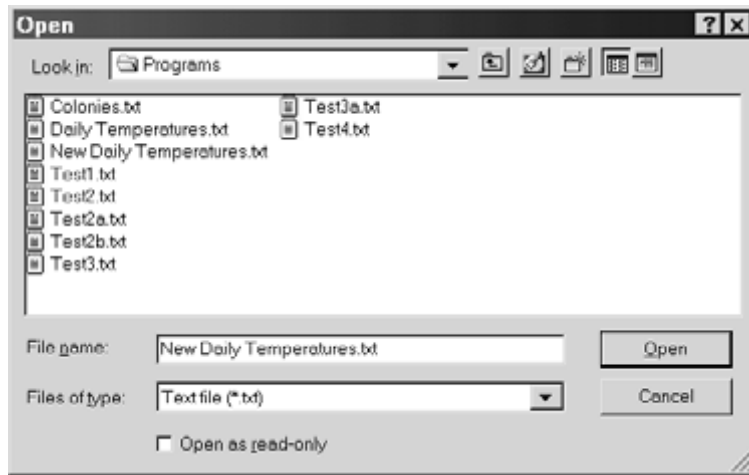 Open
Look in: Programs
Colonies.txt
Daily Temperatures.txt
New Daily Temperatures.txt
Test1.txt
Test2.txt
Test2a.txt
Test2b.txt
Test3.txt
Test3a.txt
Test4.txt
File name: New Daily Temperatures.txt
Open
Files of type: Text file (*.txt)
Cancel
Open as read-only